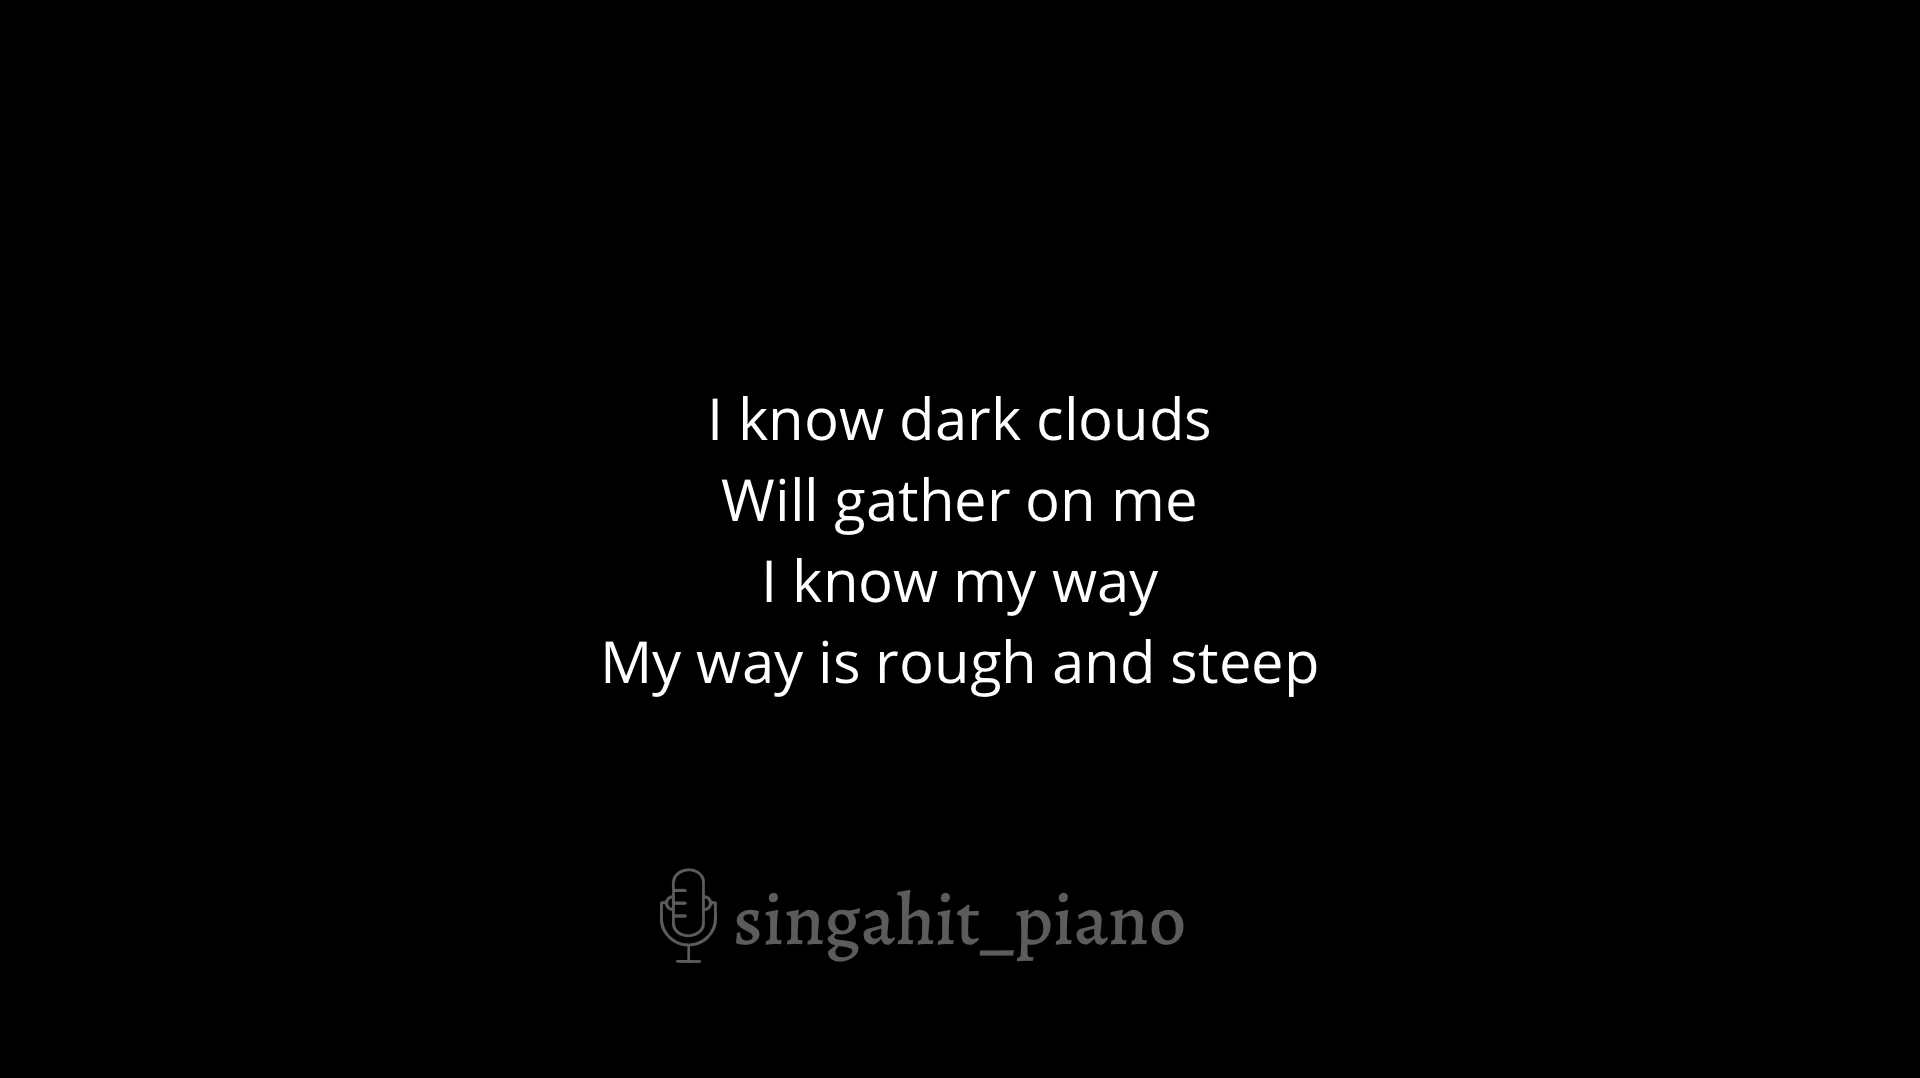 I know dark clouds
Will gather on me
I know my way
My way is rough and steep
singahit_piano